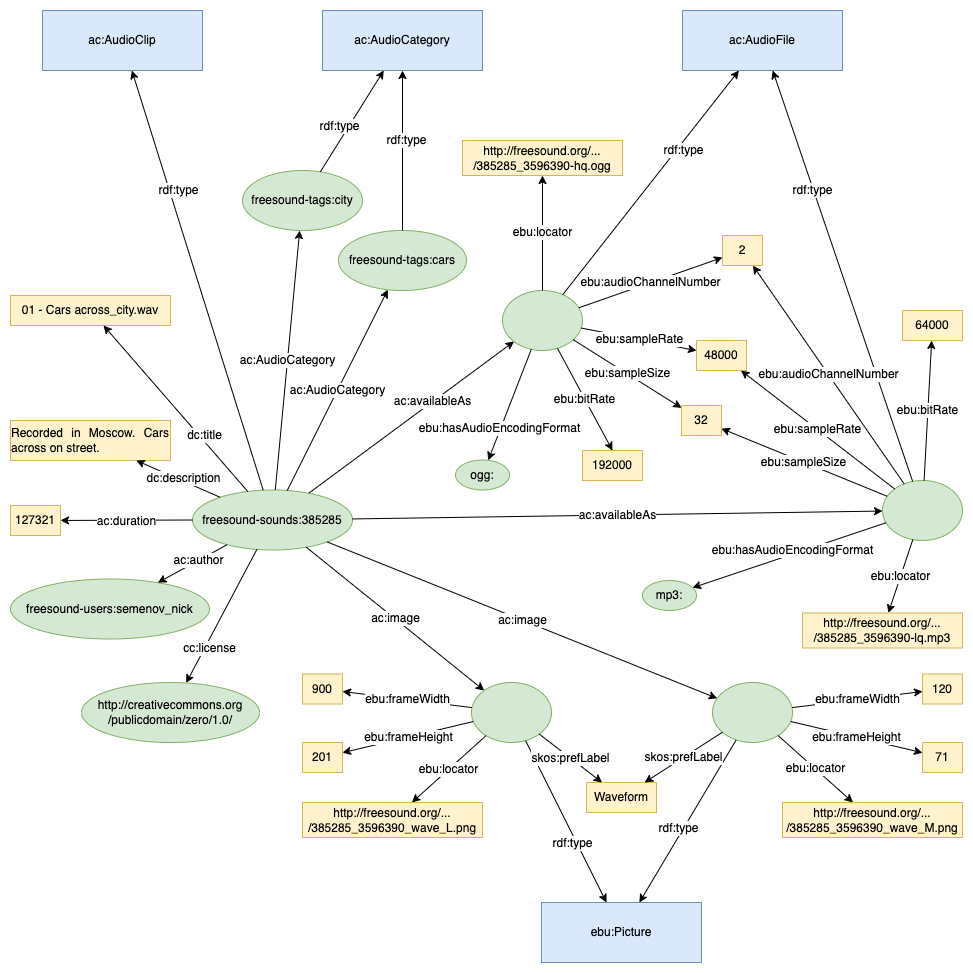 ac:AudioClip
ac:AudioCategory
ac:AudioFile
rdf:type
rdf:type
http://freesound.org/...
/385285_3596390-hq.ogg
rdf:type
rdf:type
rdf:type
freesound-tags:city
ebu:locator
freesound-tags:cars
2
ebu:audioChannelNumber
01 - Cars across_city.wav
64000
ebu:sampleRate
48000
ac:AudioCategory
ebu:sampleSize
ebu:audioChannelNumber
ac:AudioCategory
ac:availableAs
ebu:bitRate
ebu:bitRate
32
ebu:hasAudioEncodingFormat
ebu:sampleRate
dc:title
Recorded in Moscow. Cars
across on street.
ebu:sampleSize
192000
ogg:
dc:description
127321
ac:duration
freesound-sounds:385285
ac:availableAs
ac:author
ebu:hasAudioEncodingFormat
ebu:locator
mp3:
freesound-users:semenov_nick
ac:image
ac:image
http://freesound.org/...
/385285_3596390-lq.mp3
cc:license
900
ebu:frameWidth
ebu:frameWidth
120
http://creativecommons.org
/publicdomain/zero/1.0/
ebu:frameHeight
ebu:frameHeight
201
skos:prefLabel
skos:prefLabel
71
ebu:locator
ebu:locator
Waveform
http://freesound.org/...
/385285_3596390_wave_L.png
http://freesound.org/...
/385285_3596390_wave_M.png
rdf:type
rdf:type
ebu:Picture